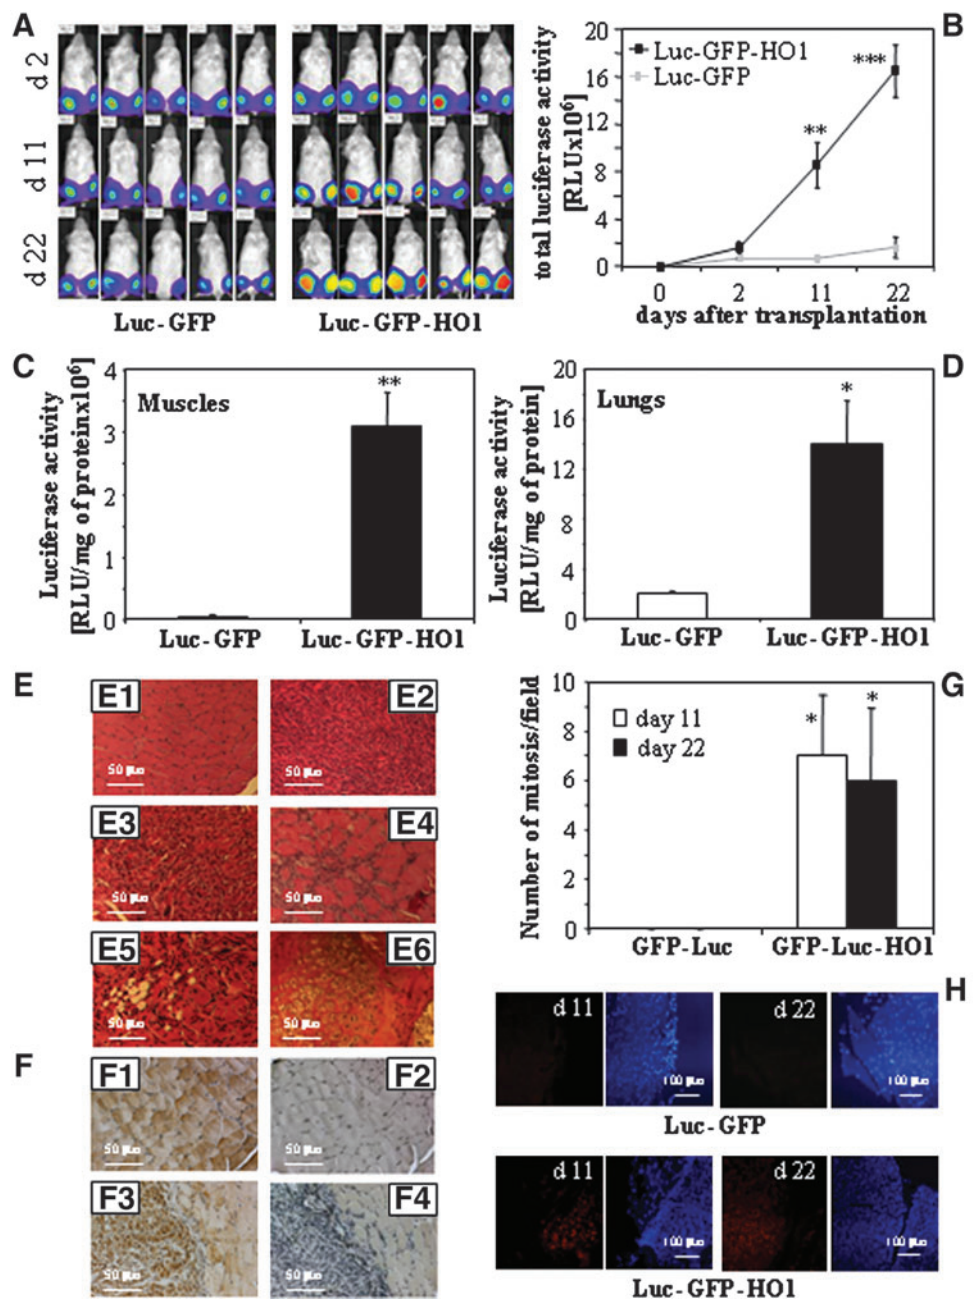 A
d 2
d 11
d 22
Luc-GFP
Luc-GFP-HO1
B
total luciferase activity
[RLUx10⁶]
20
16
12
8
4
0
Luc-GFP-HO1
Luc-GFP
**
***
0 2 11 22
days after transplantation
C
Luciferase activity
[RLU/mg of proteinx10⁶]
4
3
2
1
0
Muscles
**
Luc-GFP Luc-GFP-HO1
D
Luciferase activity
[RLU/mg of protein]
20
16
12
8
4
0
Lungs
*
Luc-GFP Luc-GFP-HO1
E
E1
E2
E3
E4
E5
E6
F
F1
F2
F3
F4
G
Number of mitosis/field
10
8
6
4
2
0
day 11
day 22
*
*
GFP-Luc GFP-Luc-HO1
H
d 11
d 22
Luc-GFP
d 11
d 22
Luc-GFP-HO1